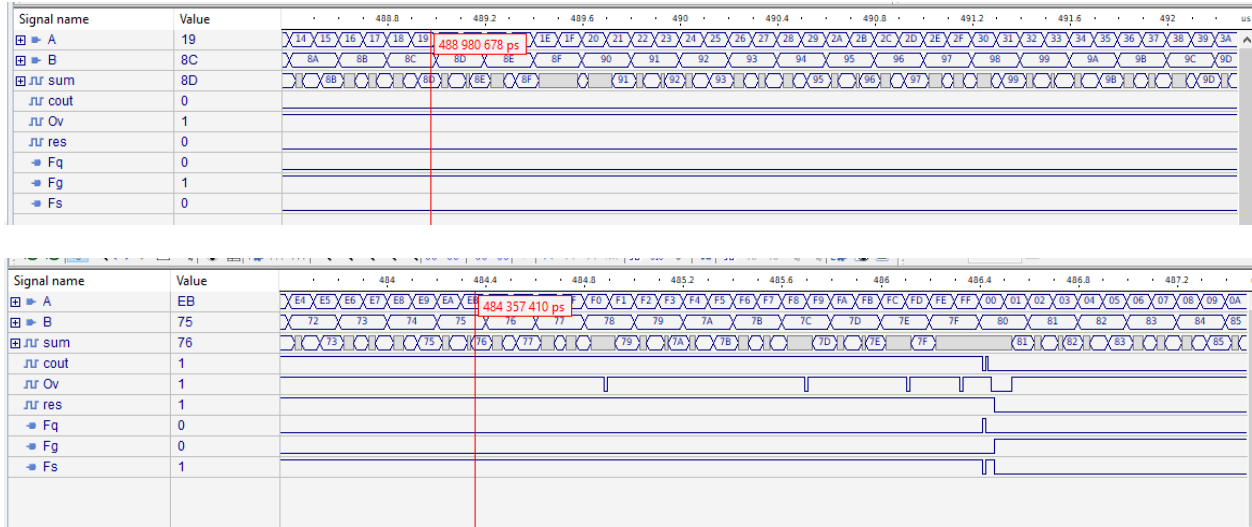 Signal name Value 488.8 489.2 489.6 490 490.4 490.8 491.2 491.6 492 us
A 19 14 15 16 17 18 19 1E 1F 20 21 22 23 24 25 26 27 28 29 2A 2B 2C 2D 2E 2F 30 31 32 33 34 35 36 37 38 39 3A
488 980 678 ps
B 8C 8A 8B 8C 8D 8E 8F 90 91 92 93 94 95 96 97 98 99 9A 9B 9C 9D
sum 8D 8B 8D 8E 8F 91 92 93 95 96 97 99 9B 9D
cout 0
Ov 1
res 0
Fq 0
Fg 1
Fs 0
Signal name Value 484 484.4 484.8 485.2 485.6 486 486.4 486.8 487.2
A EB E4 E5 E6 E7 E8 E9 EA F0 F1 F2 F3 F4 F5 F6 F7 F8 F9 FA FB FC FD FE FF 00 01 02 03 04 05 06 07 08 09 0A
484 357 410 ps
B 75 72 73 74 75 76 77 78 79 7A 7B 7C 7D 7E 7F 80 81 82 83 84 85
sum 76 73 75 76 77 79 7A 7B 7D 7E 7F 81 82 83 85
cout 1
Ov 1
res 1
Fq 0
Fg 0
Fs 1